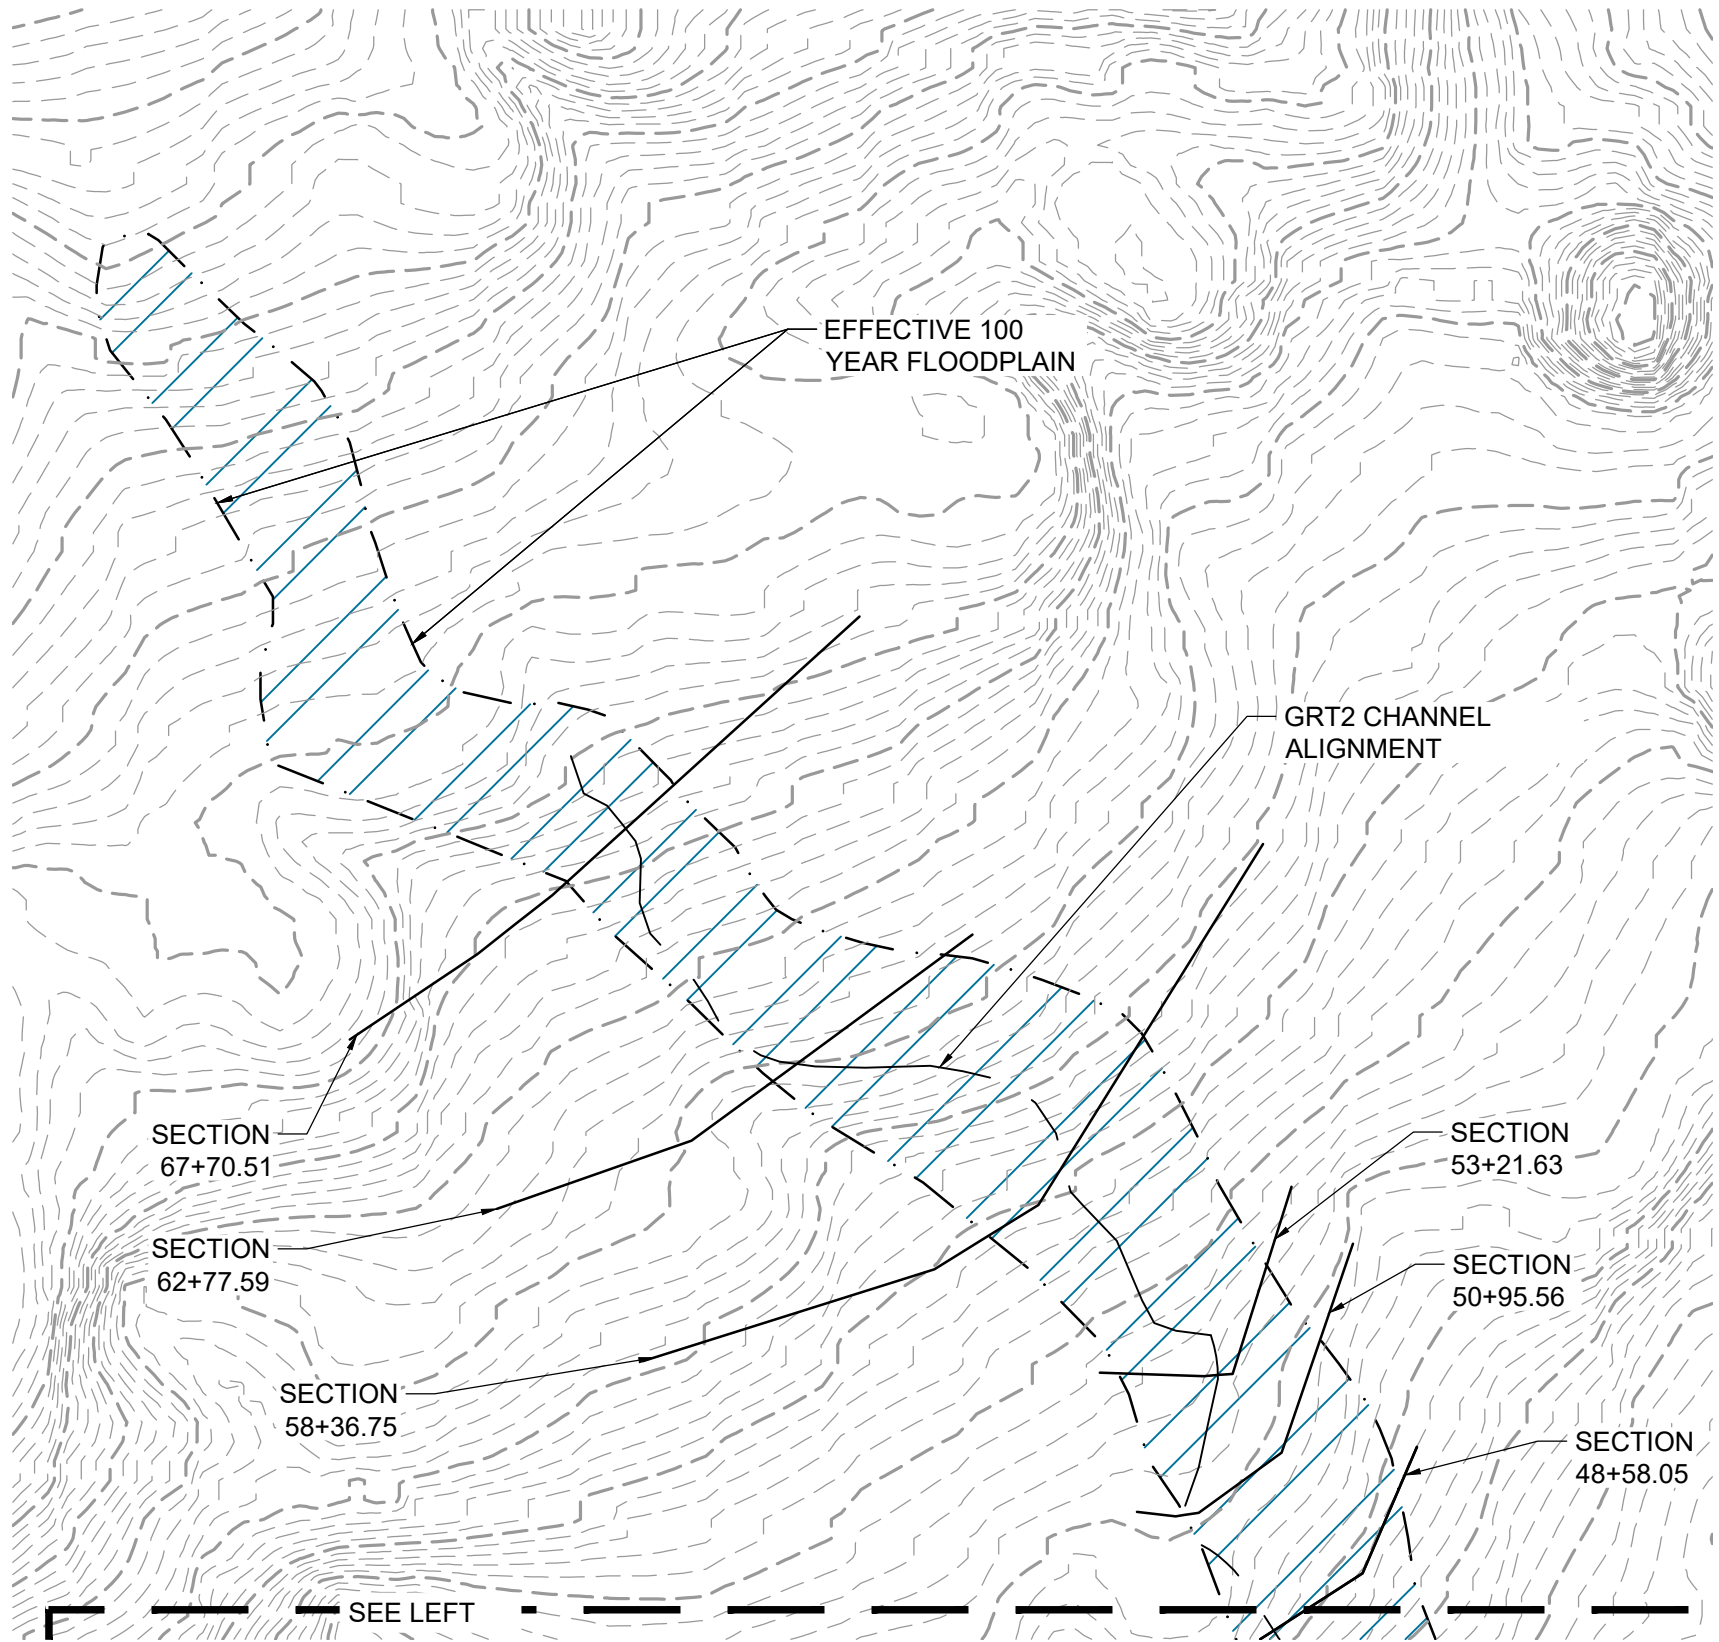 EFFECTIVE 100
YEAR FLOODPLAIN
GRT2 CHANNEL
ALIGNMENT
SECTION
67+70.51
SECTION
53+21.63
SECTION
62+77.59
SECTION
50+95.56
SECTION
58+36.75
SECTION
48+58.05
SEE LEFT